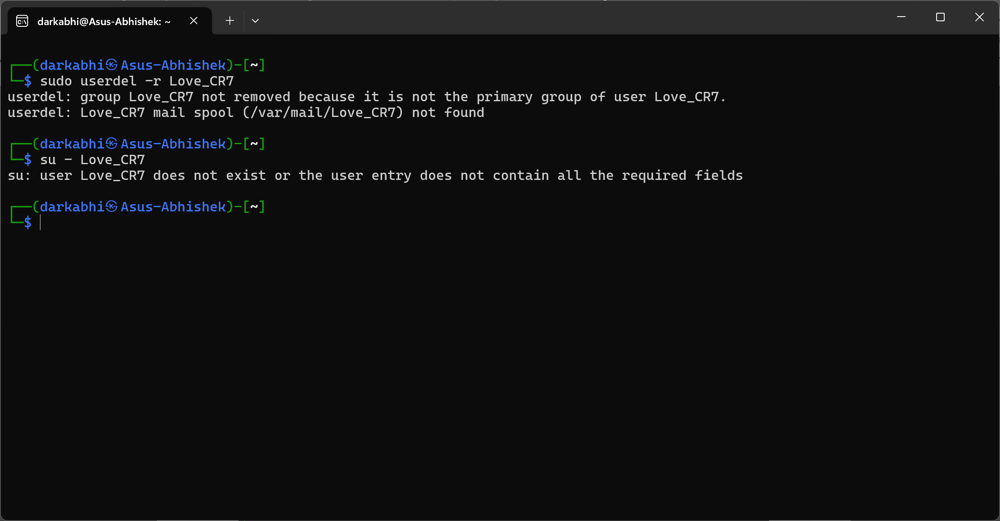 darkabhi@Asus-Abhishek: ~
┌──(darkabhi㉿Asus-Abhishek)-[~]
└─$ sudo userdel -r Love_CR7
userdel: group Love_CR7 not removed because it is not the primary group of user Love_CR7.
userdel: Love_CR7 mail spool (/var/mail/Love_CR7) not found
┌──(darkabhi㉿Asus-Abhishek)-[~]
└─$ su - Love_CR7
su: user Love_CR7 does not exist or the user entry does not contain all the required fields
┌──(darkabhi㉿Asus-Abhishek)-[~]
└─$